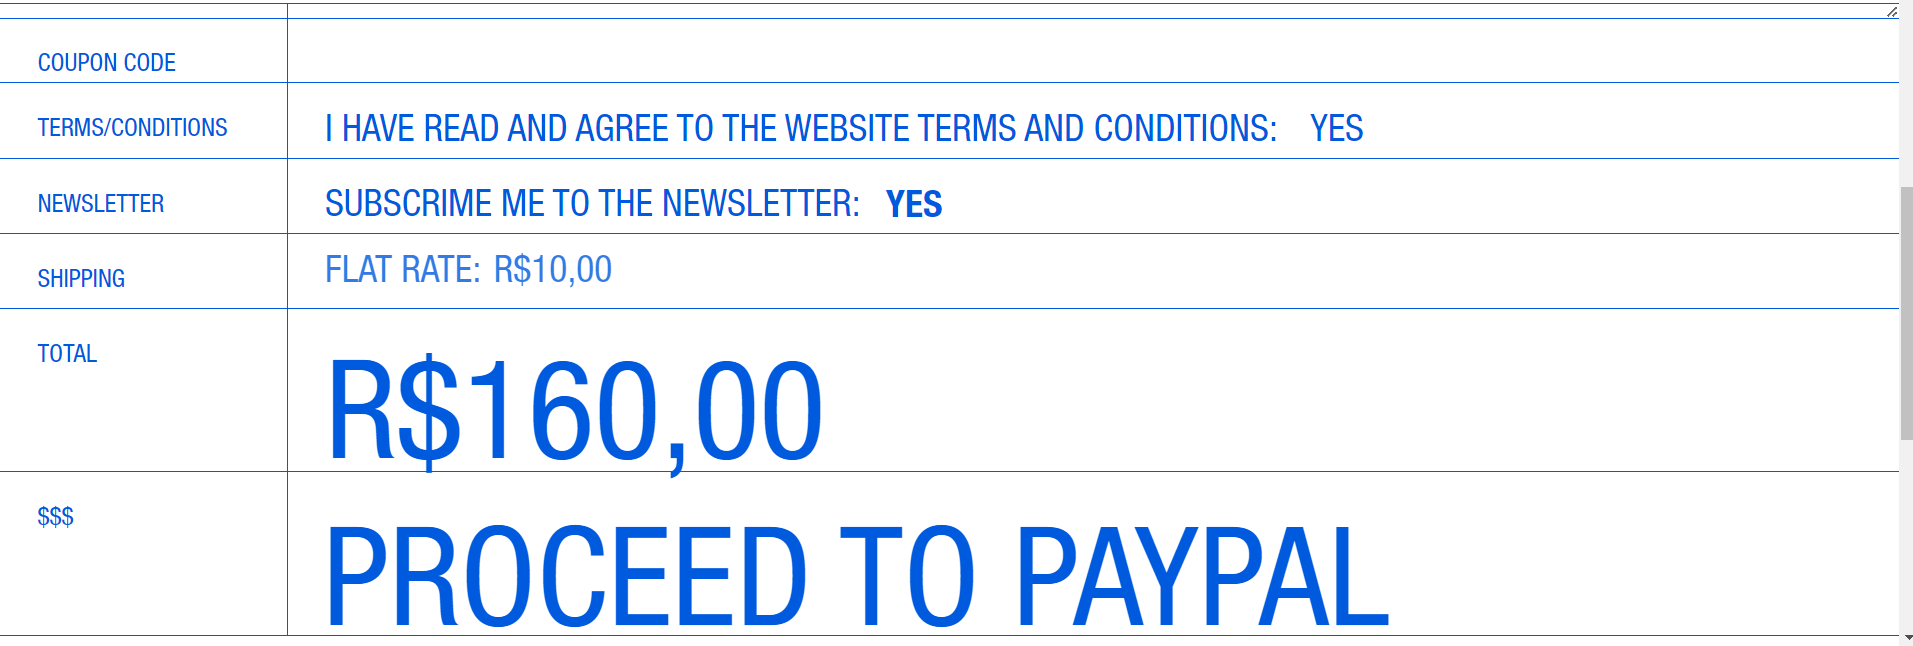 COUPON CODE
TERMS/CONDITIONS I HAVE READ AND AGREE TO THE WEBSITE TERMS AND CONDITIONS: YES
NEWSLETTER SUBSCRIME ME TO THE NEWSLETTER: YES
SHIPPING FLAT RATE: R$10,00
TOTAL R$160,00
$$$ PROCEED TO PAYPAL